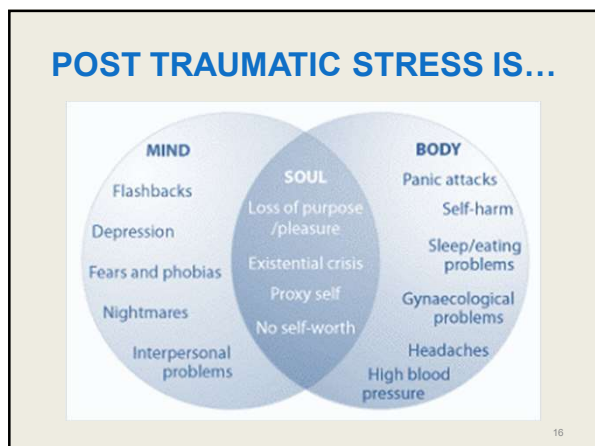 POST TRAUMATIC STRESS IS…
MIND
Flashbacks
Depression
Fears and phobias
Nightmares
Interpersonal
problems
SOUL
Loss of purpose
/pleasure
Existential crisis
Proxy self
No self-worth
BODY
Panic attacks
Self-harm
Sleep/eating
problems
Gynaecological
problems
Headaches
High blood
pressure
16